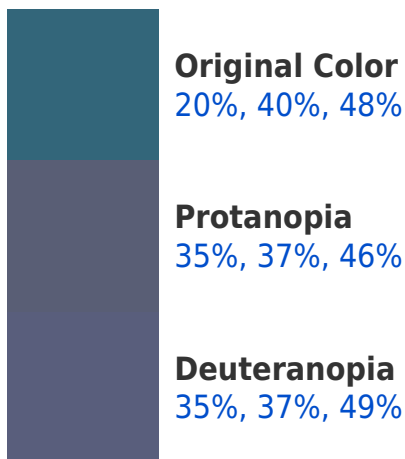 Original Color
20%, 40%, 48%
Protanopia
35%, 37%, 46%
Deuteranopia
35%, 37%, 49%